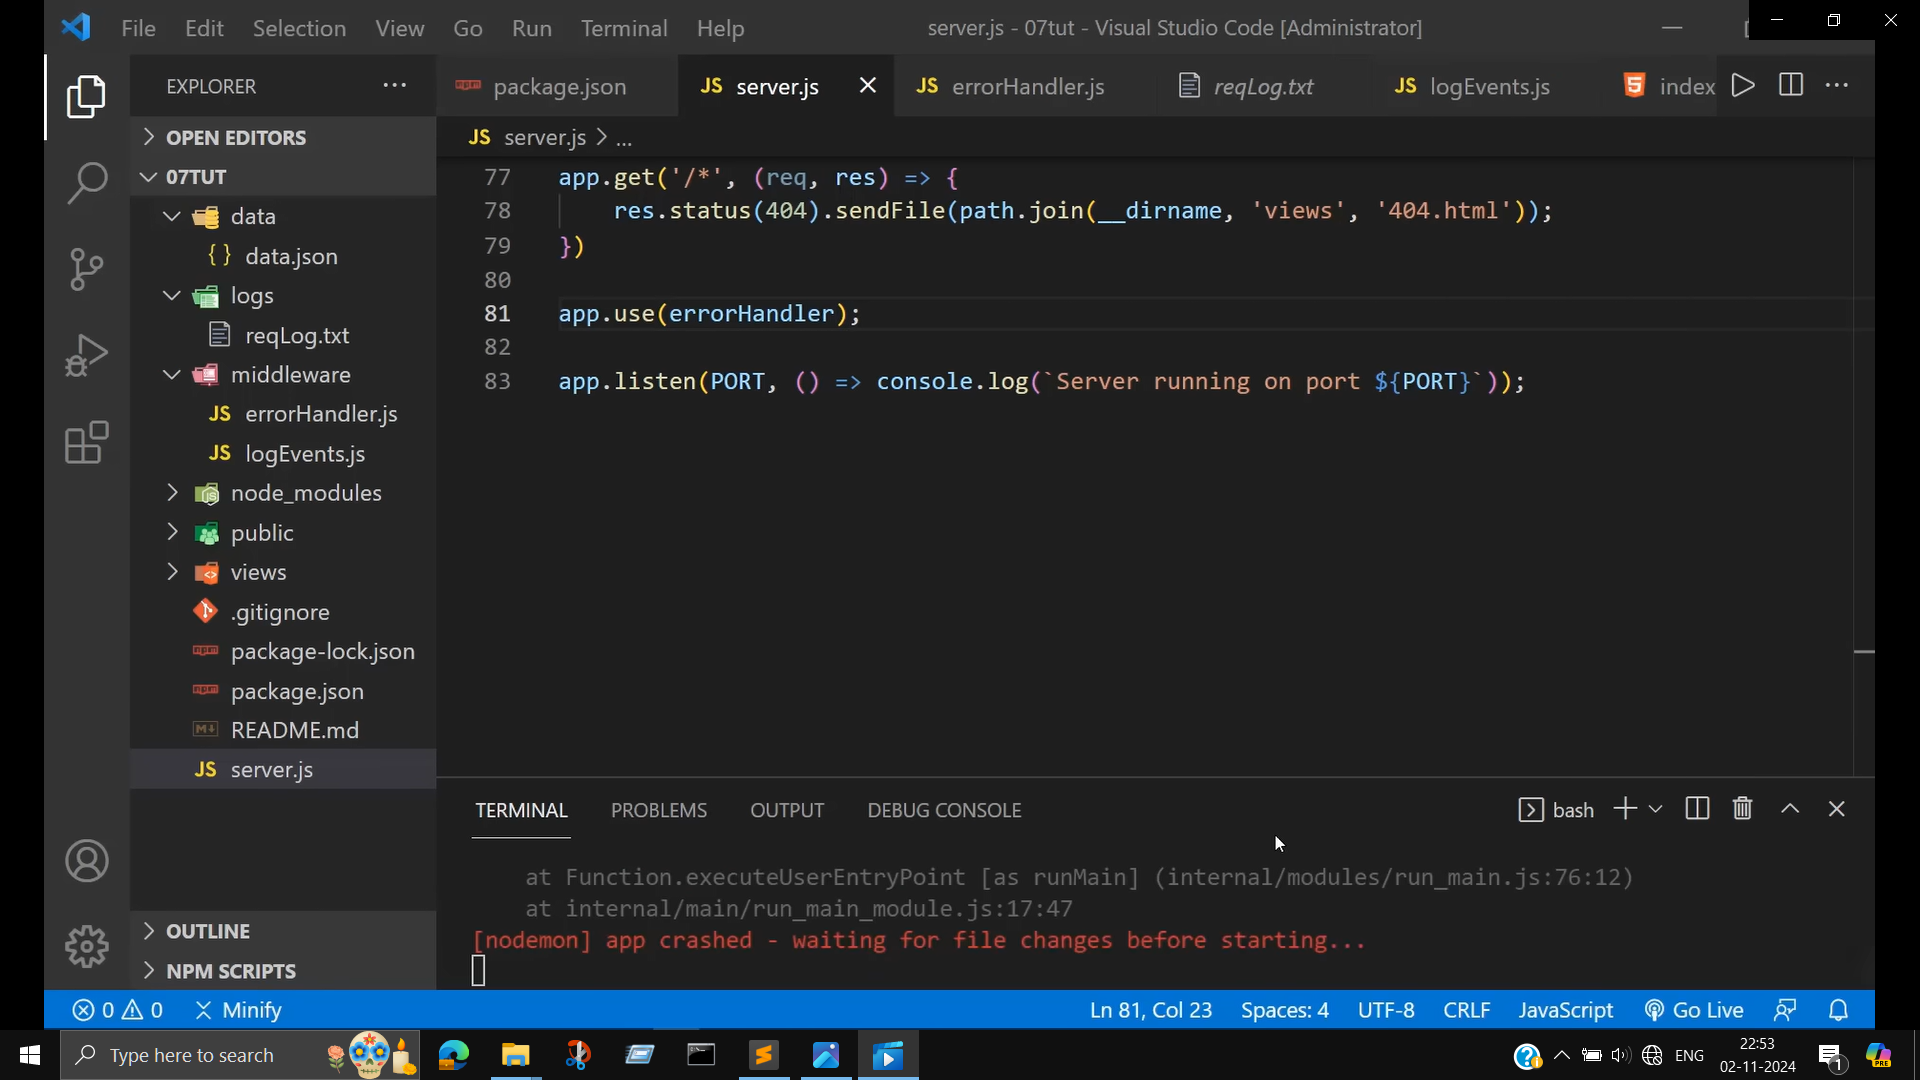 File Edit Selection View Go Run Terminal Help server.js - 07tut - Visual Studio Code [Administrator]
EXPLORER
package.json
JS server.js
JS errorHandler.js
reqLog.txt
JS logEvents.js
index
OPEN EDITORS
07TUT
data
{ } data.json
logs
reqLog.txt
middleware
JS errorHandler.js
JS logEvents.js
node_modules
public
views
.gitignore
package-lock.json
package.json
README.md
JS server.js
OUTLINE
NPM SCRIPTS
JS server.js > ...
77 app.get('/*', (req, res) => {
78 res.status(404).sendFile(path.join(__dirname, 'views', '404.html'));
79 })
80
81 app.use(errorHandler);
82
83 app.listen(PORT, () => console.log(`Server running on port ${PORT}`));
TERMINAL PROBLEMS OUTPUT DEBUG CONSOLE bash
at Function.executeUserEntryPoint [as runMain] (internal/modules/run_main.js:76:12)
at internal/main/run_main_module.js:17:47
[nodemon] app crashed - waiting for file changes before starting...
0 0 Minify Ln 81, Col 23 Spaces: 4 UTF-8 CRLF JavaScript Go Live
Type here to search
ENG
22:53
02-11-2024
1
PRE